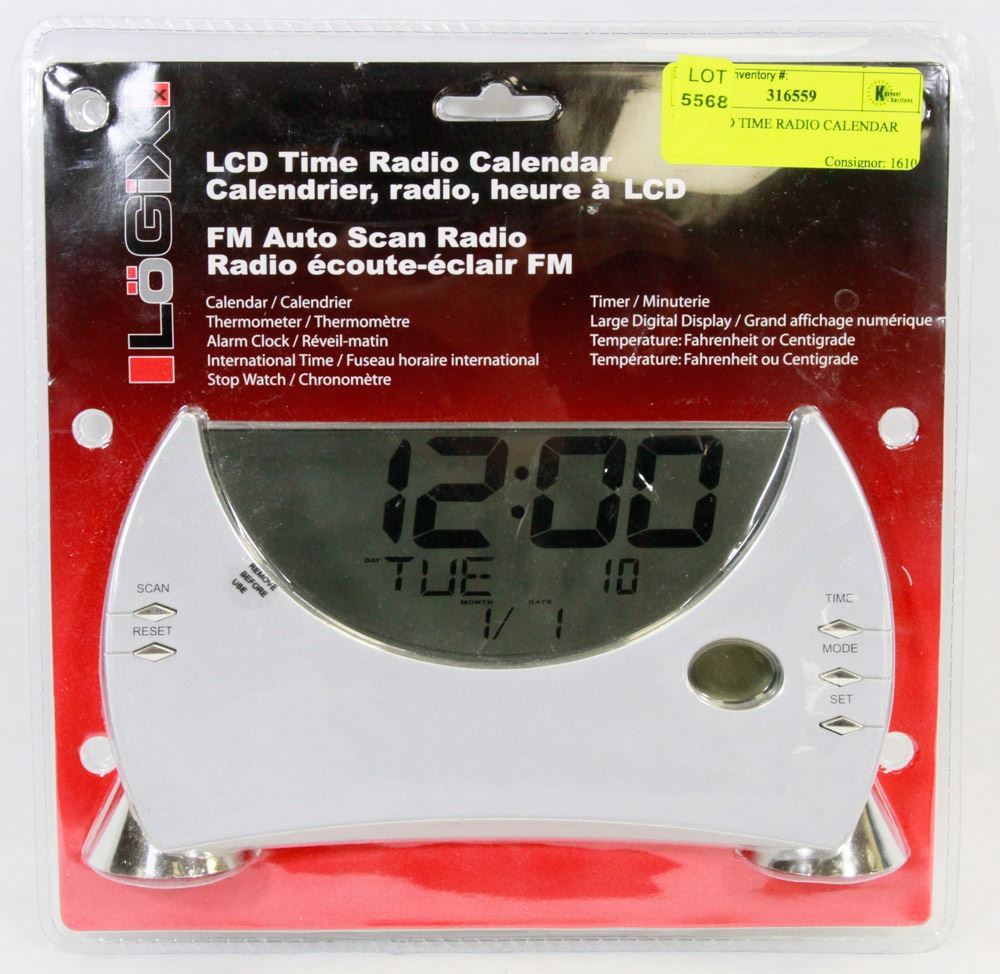 LÖGiX
x
LCD Time Radio Calendar
Calendrier, radio, heure à LCD
FM Auto Scan Radio
Radio écoute-éclair FM
Calendar / Calendrier
Thermometer / Thermomètre
Alarm Clock / Réveil-matin
International Time / Fuseau horaire international
Stop Watch / Chronomètre
Timer / Minuterie
Large Digital Display / Grand affichage numérique
Temperature: Fahrenheit or Centigrade
Température: Fahrenheit ou Centigrade
LOT
5568
nventory #:
316559
TIME RADIO CALENDAR
Consignor: 1610
12:00
DAY TUE 10
MONTH DATE
1/ 1
REMOVE
BEFORE
USE
SCAN
RESET
TIME
MODE
SET